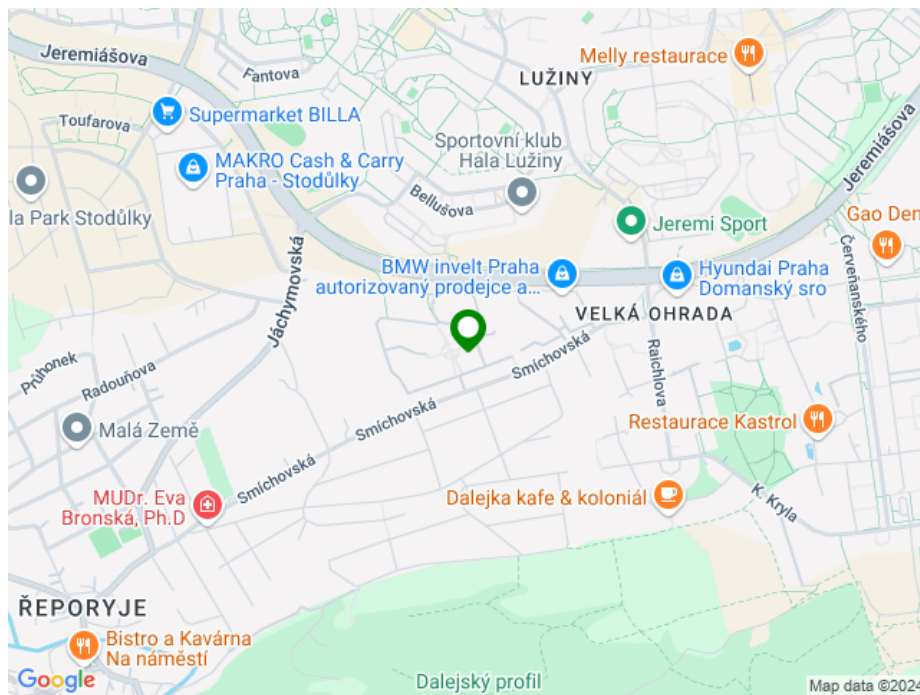 Jeremiášova
Fantova
LUŽINY
Melly restaurace
Toufarova
Supermarket BILLA
MAKRO Cash & Carry
Praha - Stodůlky
Sportovní klub
Hála Lužiny
Jeremiášova
la Park Stodůlky
Bellušova
Jeremi Sport
Gao Den
Jáchymovská
BMW invelt Praha
autorizovaný prodejce a...
Hyundai Praha
Domanský sro
Červeňanského
VELKÁ OHRADA
Průhonek
Radouňova
Smíchovská
Raichlova
Malá Země
Smíchovská
Restaurace Kastrol
Smíchovská
MUDr. Eva
Bronská, Ph.D
Dalejka kafe & koloniál
K. Kryla
ŘEPORYJE
Bistro a Kavárna
Na náměstí
Google
Dalejský profil
Map data ©2024